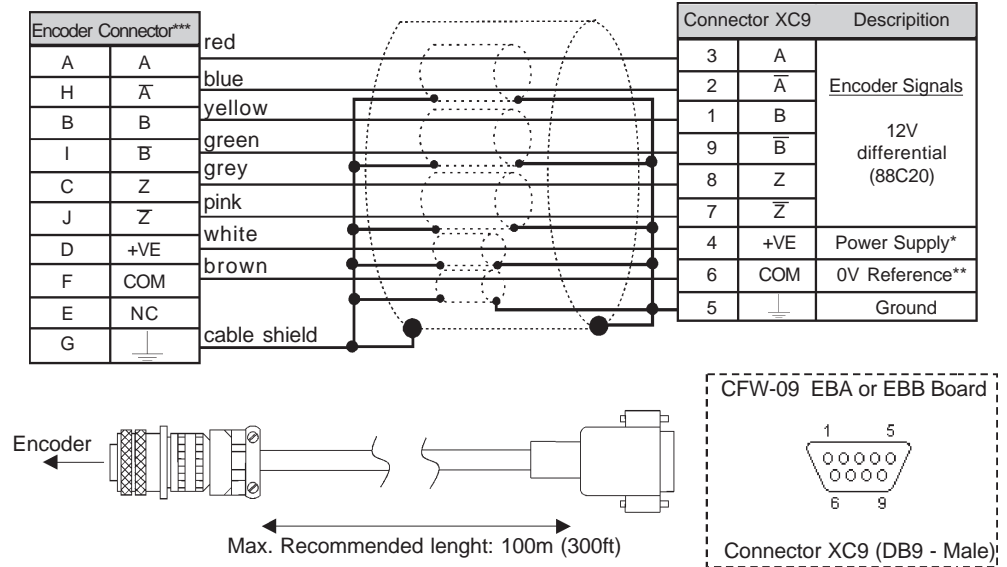 Encoder Connector***
A A
H A̅
B B
I B̅
C Z
J Z̅
D +VE
F COM
E NC
G
red
blue
yellow
green
grey
pink
white
brown
cable shield
Connector XC9 Descripition
3 A
2 A̅
1 B
9 B̅
8 Z
7 Z̅
4 +VE Power Supply*
6 COM 0V Reference**
5 Ground
Encoder Signals
12V
differential
(88C20)
Encoder
Max. Recommended lenght: 100m (300ft)
CFW-09 EBA or EBB Board
1 5
6 9
Connector XC9 (DB9 - Male)